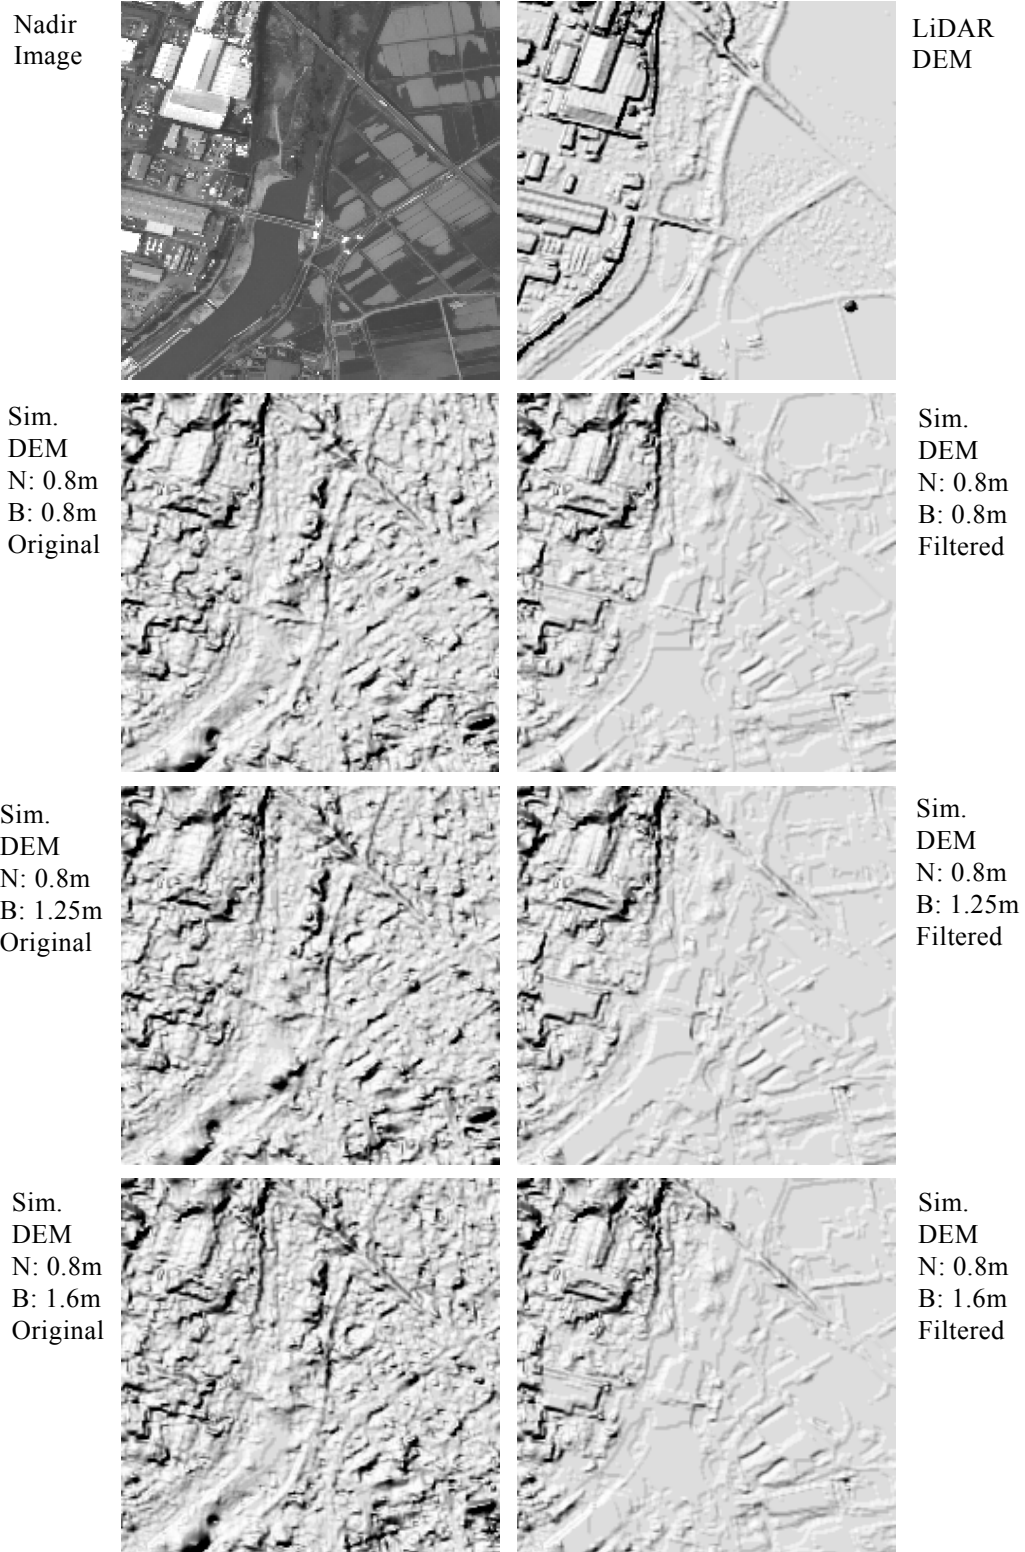 Nadir
Image
LiDAR
DEM
Sim.
DEM
N: 0.8m
B: 0.8m
Original
Sim.
DEM
N: 0.8m
B: 0.8m
Filtered
Sim.
DEM
N: 0.8m
B: 1.25m
Original
Sim.
DEM
N: 0.8m
B: 1.25m
Filtered
Sim.
DEM
N: 0.8m
B: 1.6m
Original
Sim.
DEM
N: 0.8m
B: 1.6m
Filtered